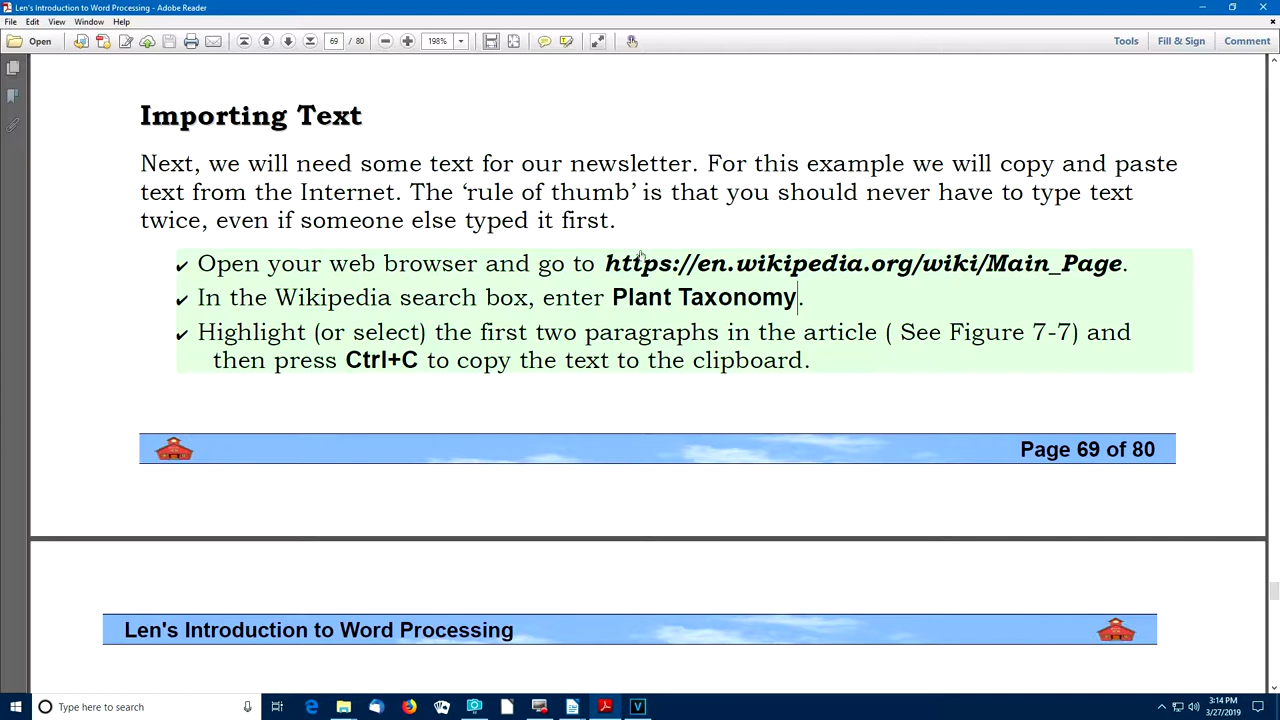 Len's Introduction to Word Processing - Adobe Reader
File Edit View Window Help
Open 69 / 80 198% Tools Fill & Sign Comment
Importing Text
Next, we will need some text for our newsletter. For this example we will copy and paste
text from the Internet. The ‘rule of thumb’ is that you should never have to type text
twice, even if someone else typed it first.
✔ Open your web browser and go to https://en.wikipedia.org/wiki/Main_Page.
✔ In the Wikipedia search box, enter Plant Taxonomy.
✔ Highlight (or select) the first two paragraphs in the article ( See Figure 7-7) and
then press Ctrl+C to copy the text to the clipboard.
Page 69 of 80
Len's Introduction to Word Processing
Type here to search
3:14 PM
3/27/2019